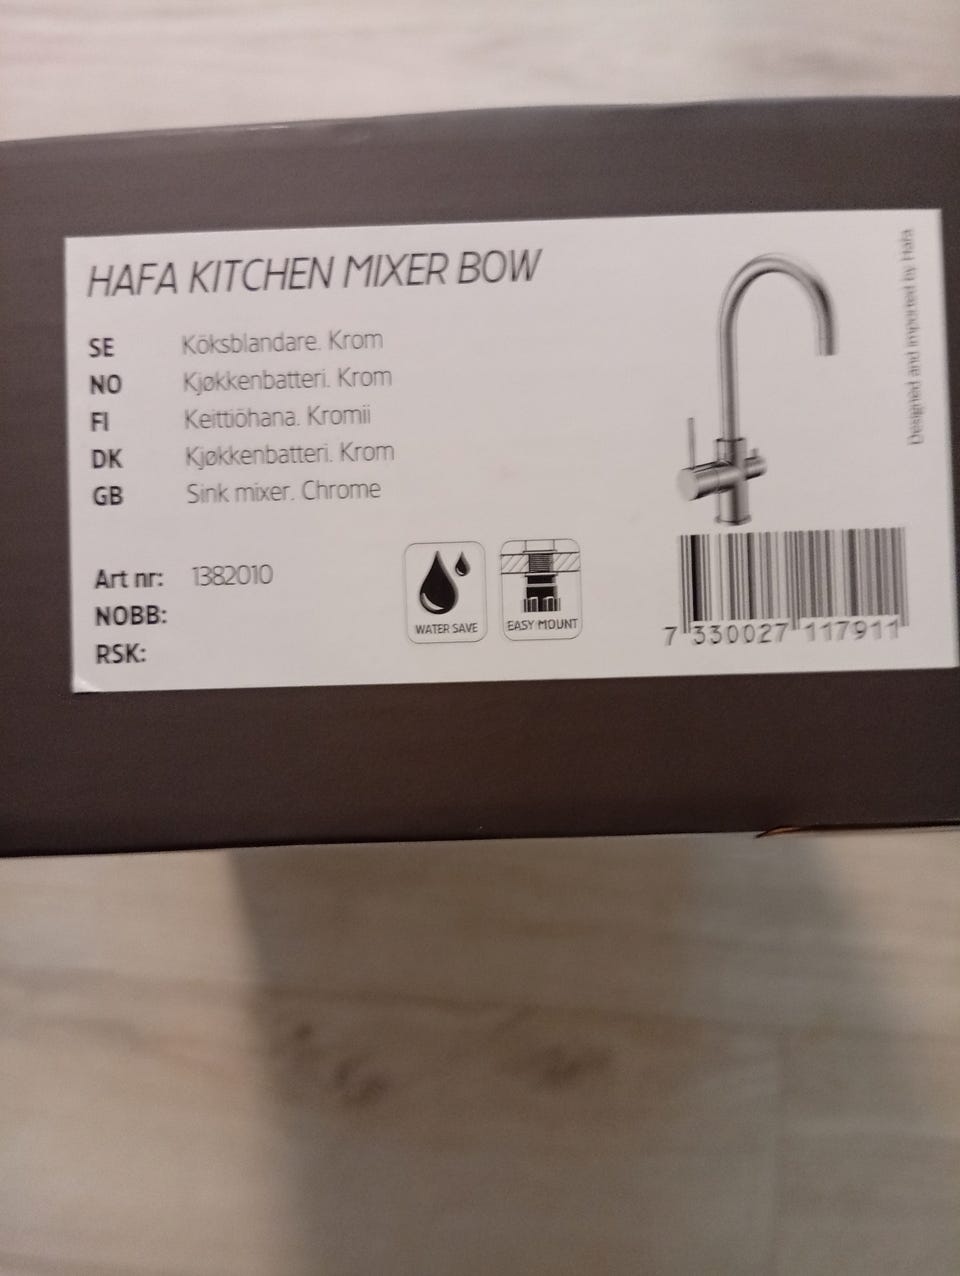 HAFA KITCHEN MIXER BOW
SE Köksblandare. Krom
NO Kjøkkenbatteri. Krom
FI Keittiöhana. Kromii
DK Kjøkkenbatteri. Krom
GB Sink mixer. Chrome
Art nr: 1382010
NOBB:
RSK:
WATER SAVE
EASY MOUNT
7 330027 117911
Designed and imported by Hafa